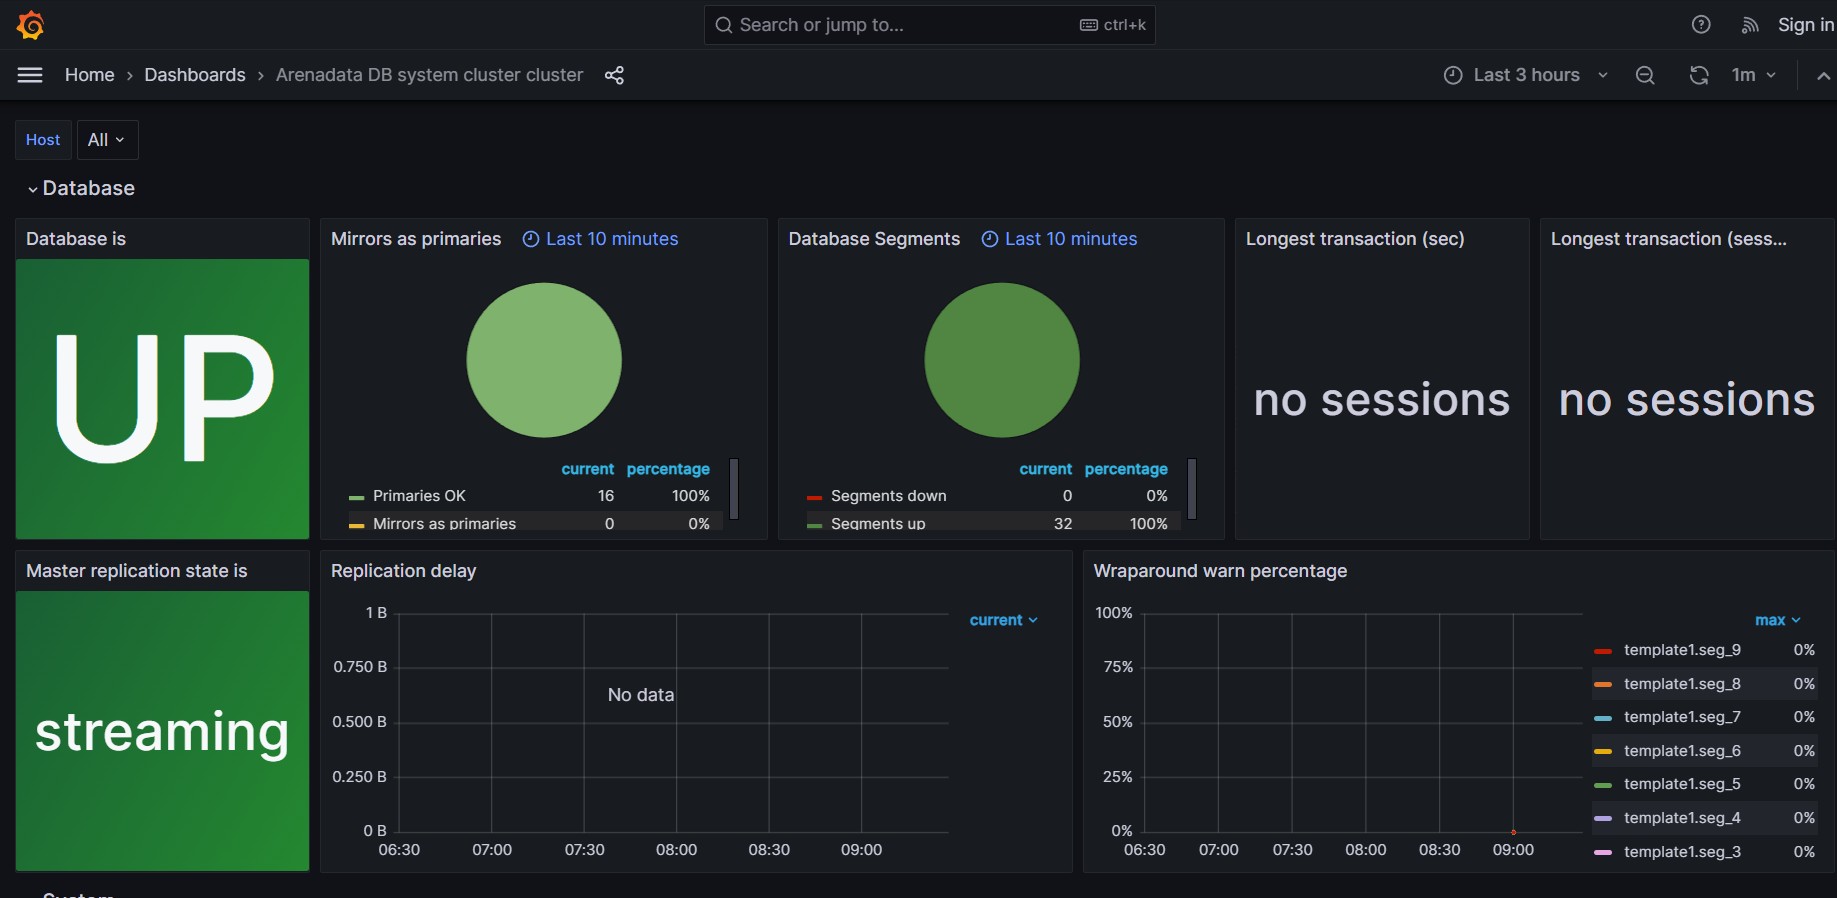 Search or jump to...
ctrl+k
Sign in
Home › Dashboards › Arenadata DB system cluster cluster
Last 3 hours
1m
Host
All
Database
Database is
UP
Mirrors as primaries
Last 10 minutes
current percentage
Primaries OK 16 100%
Mirrors as primaries 0 0%
Database Segments
Last 10 minutes
current percentage
Segments down 0 0%
Segments up 32 100%
Longest transaction (sec)
no sessions
Longest transaction (sess...
no sessions
Master replication state is
streaming
Replication delay
1 B
0.750 B
0.500 B
0.250 B
0 B
No data
06:30 07:00 07:30 08:00 08:30 09:00
current
Wraparound warn percentage
100%
75%
50%
25%
0%
06:30 07:00 07:30 08:00 08:30 09:00
max
template1.seg_9 0%
template1.seg_8 0%
template1.seg_7 0%
template1.seg_6 0%
template1.seg_5 0%
template1.seg_4 0%
template1.seg_3 0%
System